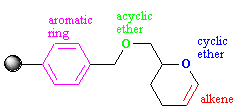 aromatic
ring
acyclic
ether
O
cyclic
ether
O
alkene